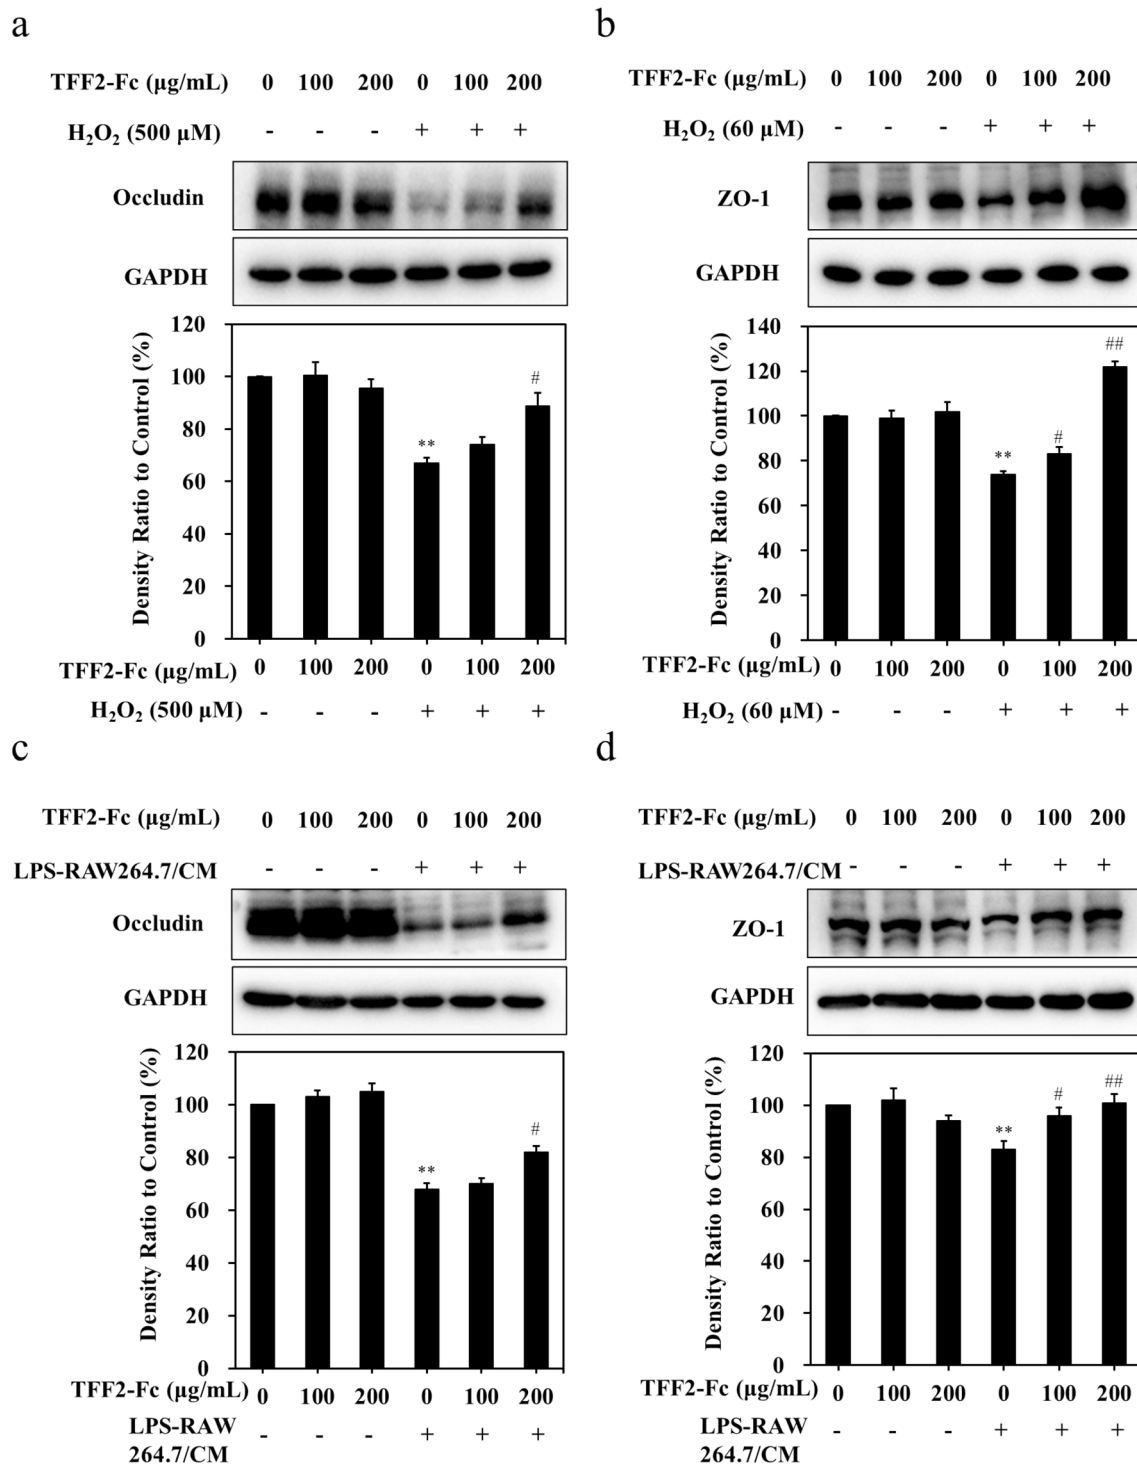 a
TFF2-Fc (µg/mL) 0 100 200 0 100 200
H₂O₂ (500 µM) - - - + + +
Occludin
GAPDH
Density Ratio to Control (%)
120
100
80
60
40
20
0
**
#
TFF2-Fc (µg/mL) 0 100 200 0 100 200
H₂O₂ (500 µM) - - - + + +
b
TFF2-Fc (µg/mL) 0 100 200 0 100 200
H₂O₂ (60 µM) - - - + + +
ZO-1
GAPDH
Density Ratio to Control (%)
140
120
100
80
60
40
20
0
**
#
##
TFF2-Fc (µg/mL) 0 100 200 0 100 200
H₂O₂ (60 µM) - - - + + +
c
TFF2-Fc (µg/mL) 0 100 200 0 100 200
LPS-RAW264.7/CM - - - + + +
Occludin
GAPDH
Density Ratio to Control (%)
120
100
80
60
40
20
0
**
#
TFF2-Fc (µg/mL) 0 100 200 0 100 200
LPS-RAW - - - + + +
264.7/CM
d
TFF2-Fc (µg/mL) 0 100 200 0 100 200
LPS-RAW264.7/CM - - - + + +
ZO-1
GAPDH
Density Ratio to Control (%)
120
100
80
60
40
20
0
**
#
##
TFF2-Fc (µg/mL) 0 100 200 0 100 200
LPS-RAW - - - + + +
264.7/CM